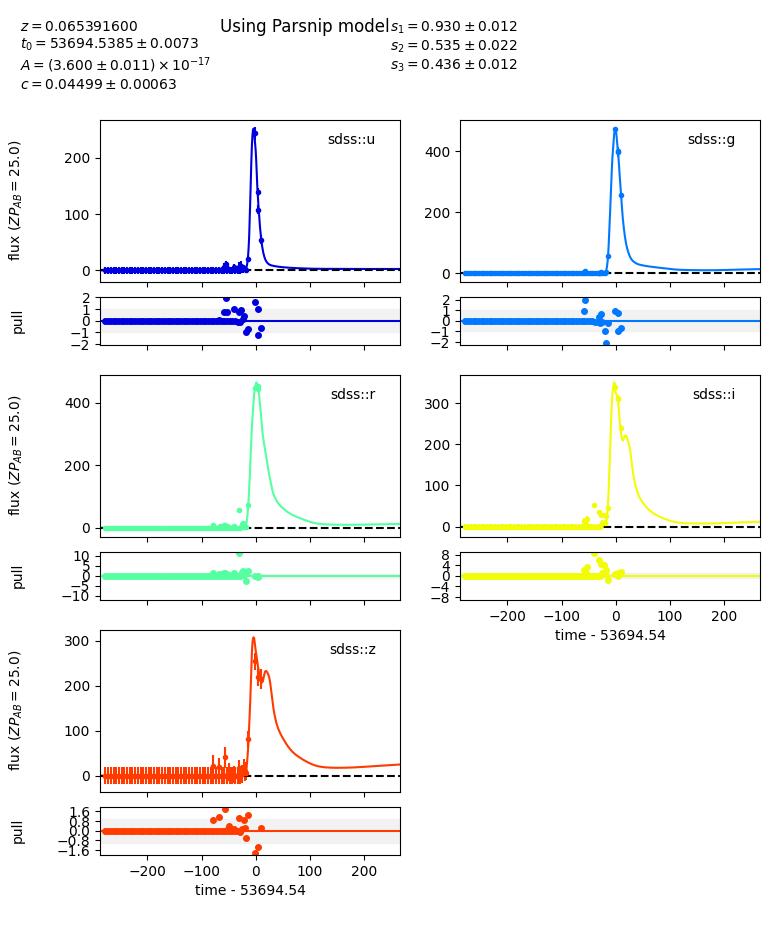 Using Parsnip model
z = 0.065391600
t₀ = 53694.5385 ± 0.0073
A = (3.600 ± 0.011) × 10⁻¹⁷
c = 0.04499 ± 0.00063
s₁ = 0.930 ± 0.012
s₂ = 0.535 ± 0.022
s₃ = 0.436 ± 0.012
sdss::u
flux (ZP_AB = 25.0)
200
100
0
pull
2
1
0
−1
−2
sdss::g
400
200
0
2
1
0
−1
−2
sdss::r
flux (ZP_AB = 25.0)
400
200
0
pull
10
5
0
−5
−10
sdss::i
300
200
100
0
8
4
0
−4
−8
−200 −100 0 100 200
time - 53694.54
sdss::z
flux (ZP_AB = 25.0)
300
200
100
0
pull
1.6
0.8
0.0
−0.8
−1.6
−200 −100 0 100 200
time - 53694.54